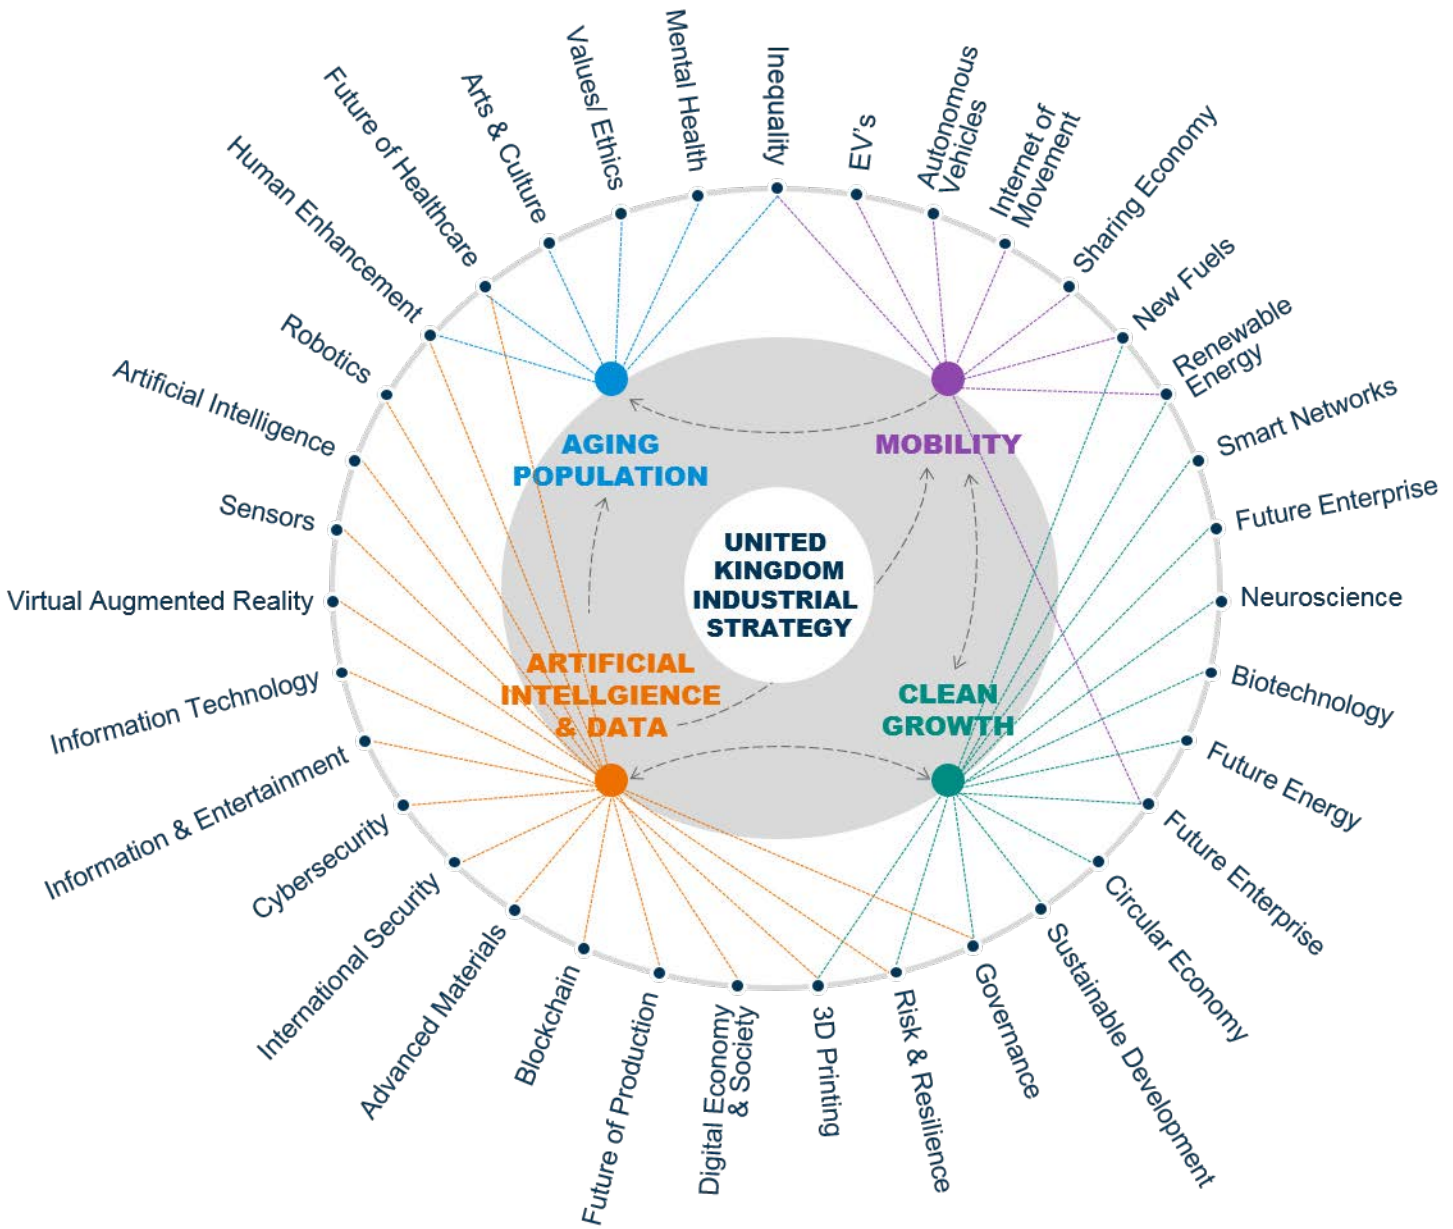 Mental Health
Values/ Ethics
Arts & Culture
Future of Healthcare
Human Enhancement
Robotics
Artificial Intelligence
Sensors
Virtual Augmented Reality
Information Technology
Information & Entertainment
Cybersecurity
International Security
Advanced Materials
Blockchain
Future of Production
Digital Economy
& Society
3D Printing
Risk & Resilience
Governance
Sustainable Development
Circular Economy
Future Enterprise
Future Energy
Biotechnology
Neuroscience
Future Enterprise
Smart Networks
Renewable
Energy
New Fuels
Sharing Economy
Internet of
Movement
Autonomous
Vehicles
EV's
Inequality
AGING
POPULATION
MOBILITY
UNITED
KINGDOM
INDUSTRIAL
STRATEGY
ARTIFICIAL
INTELLGIENCE
& DATA
CLEAN
GROWTH